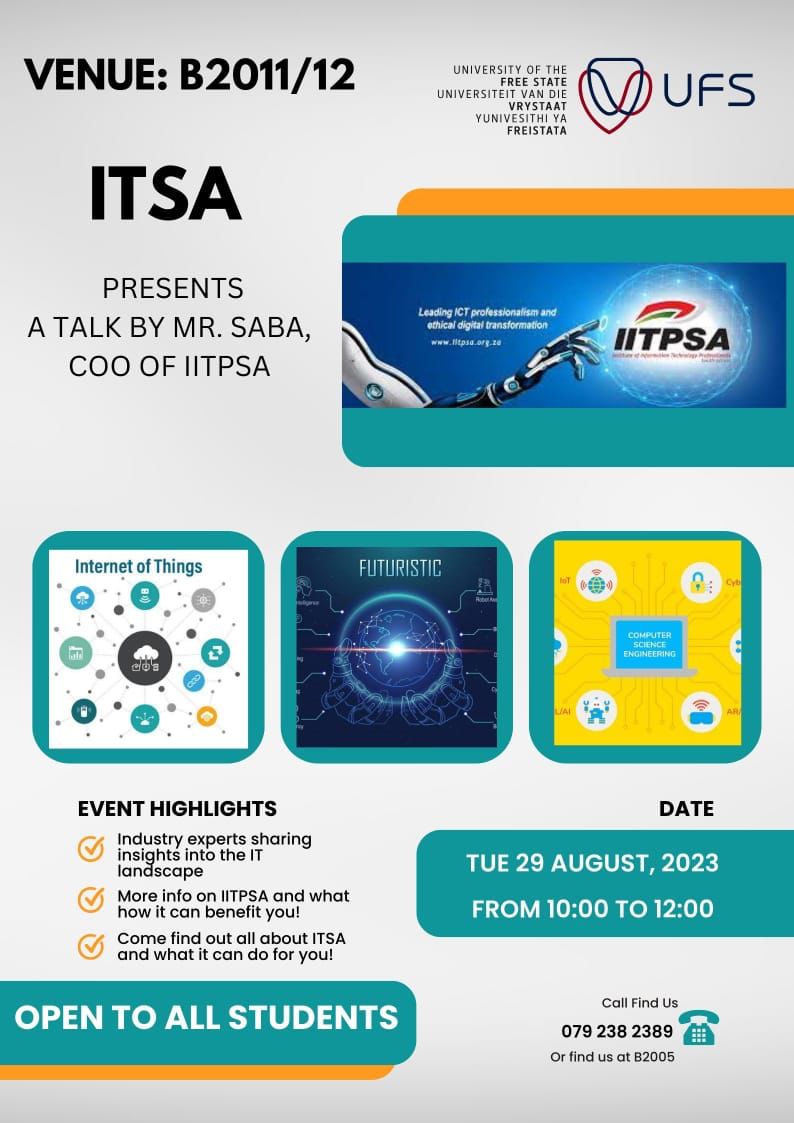 VENUE: B2011/12
UNIVERSITY OF THE
FREE STATE
UNIVERSITEIT VAN DIE
VRYSTAAT
YUNIVESITHI YA
FREISTATA
UFS
ITSA
PRESENTS
A TALK BY MR. SABA,
COO OF IITPSA
Leading ICT professionalism and
ethical digital transformation
www.iitpsa.org.za
IITPSA
Institute of Information Technology Professionals
Internet of Things
FUTURISTIC
IoT
COMPUTER
SCIENCE
ENGINEERING
EVENT HIGHLIGHTS
Industry experts sharing
insights into the IT
landscape
More info on IITPSA and what
how it can benefit you!
Come find out all about ITSA
and what it can do for you!
DATE
TUE 29 AUGUST, 2023
FROM 10:00 TO 12:00
OPEN TO ALL STUDENTS
Call Find Us
079 238 2389
Or find us at B2005